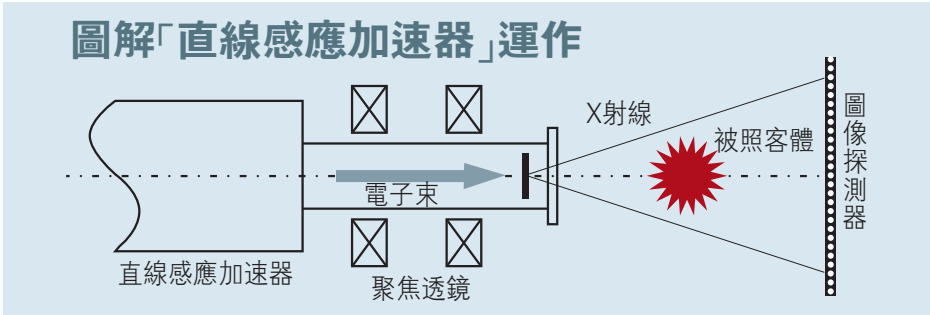 圖解「直線感應加速器」運作
X射線
被照客體
圖像探測器
電子束
直線感應加速器
聚焦透鏡